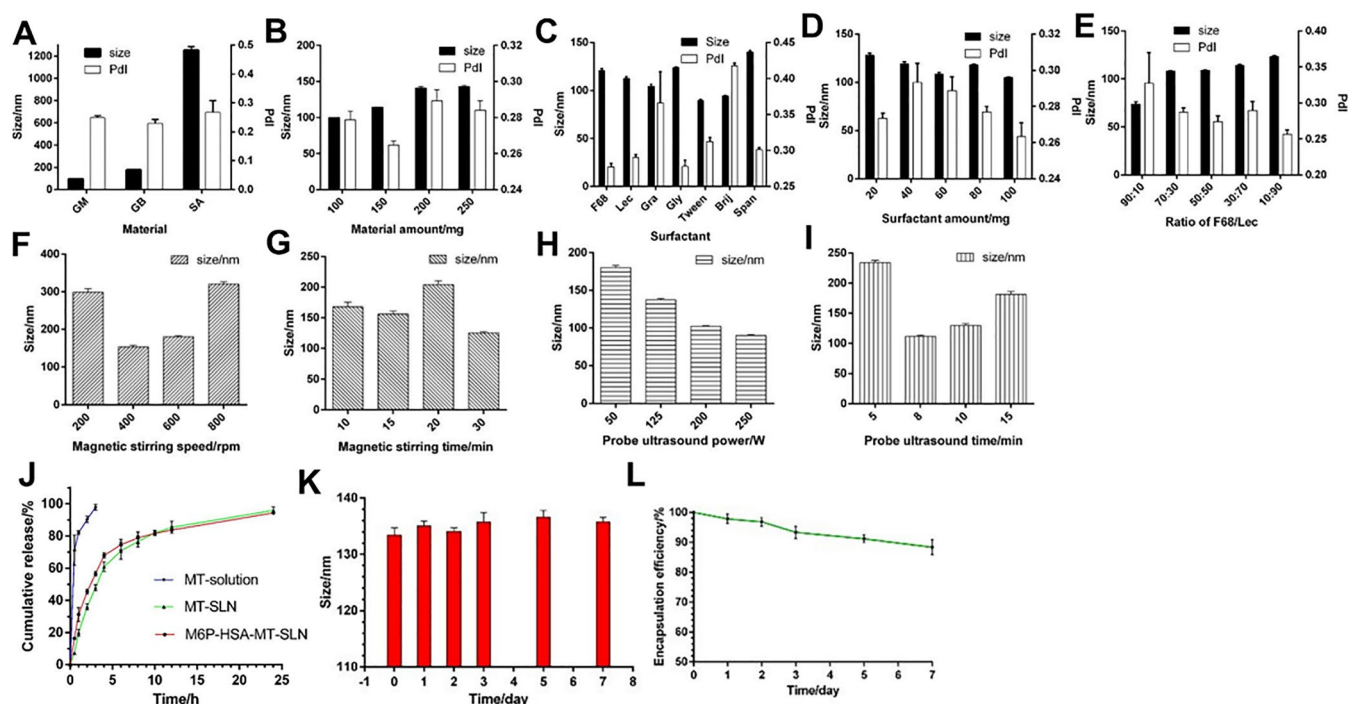 A
size
PdI
Size/nm
1200
1000
800
600
400
200
0
0.5
0.4
0.3
0.2
0.1
0.0
PdI
GM
GB
SA
Material
B
size
PdI
Size/nm
200
150
100
50
0
0.32
0.30
0.28
0.26
0.24
PdI
100
150
200
250
Material amount/mg
C
Size
PdI
Size/nm
150
100
50
0
0.45
0.40
0.35
0.30
0.25
PdI
F68
Lec
Gra
Gly
Tween
Brij
Span
Surfactant
D
size
PdI
Size/nm
150
100
50
0
0.32
0.30
0.28
0.26
0.24
PdI
20
40
60
80
100
Surfactant amount/mg
E
size
PdI
Size/nm
150
100
50
0
0.40
0.35
0.30
0.25
0.20
PdI
90:10
70:30
50:50
30:70
10:90
Ratio of F68/Lec
F
size/nm
Size/nm
400
300
200
100
0
200
400
600
800
Magnetic stirring speed/rpm
G
size/nm
Size/nm
250
200
150
100
50
0
10
15
20
30
Magnetic stirring time/min
H
size/nm
Size/nm
200
150
100
50
0
50
125
200
250
Probe ultrasound power/W
I
size/nm
Size/nm
250
200
150
100
50
0
5
8
10
15
Probe ultrasound time/min
J
Cumulative release/%
100
80
60
40
20
0
MT-solution
MT-SLN
M6P-HSA-MT-SLN
0
5
10
15
20
25
Time/h
K
Size/nm
140
135
130
110
-1
0
1
2
3
4
5
6
7
8
Time/day
L
Encapsulation efficiency/%
100
90
80
70
60
50
0
1
2
3
4
5
6
7
Time/day